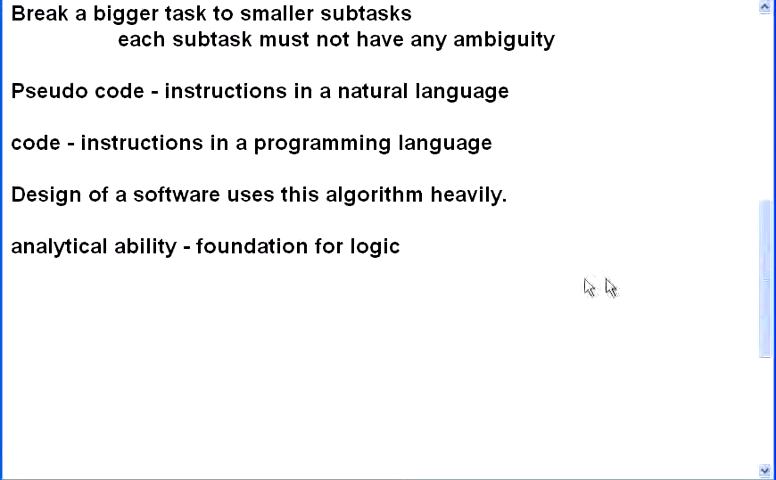 Break a bigger task to smaller subtasks
each subtask must not have any ambiguity
Pseudo code - instructions in a natural language
code - instructions in a programming language
Design of a software uses this algorithm heavily.
analytical ability - foundation for logic